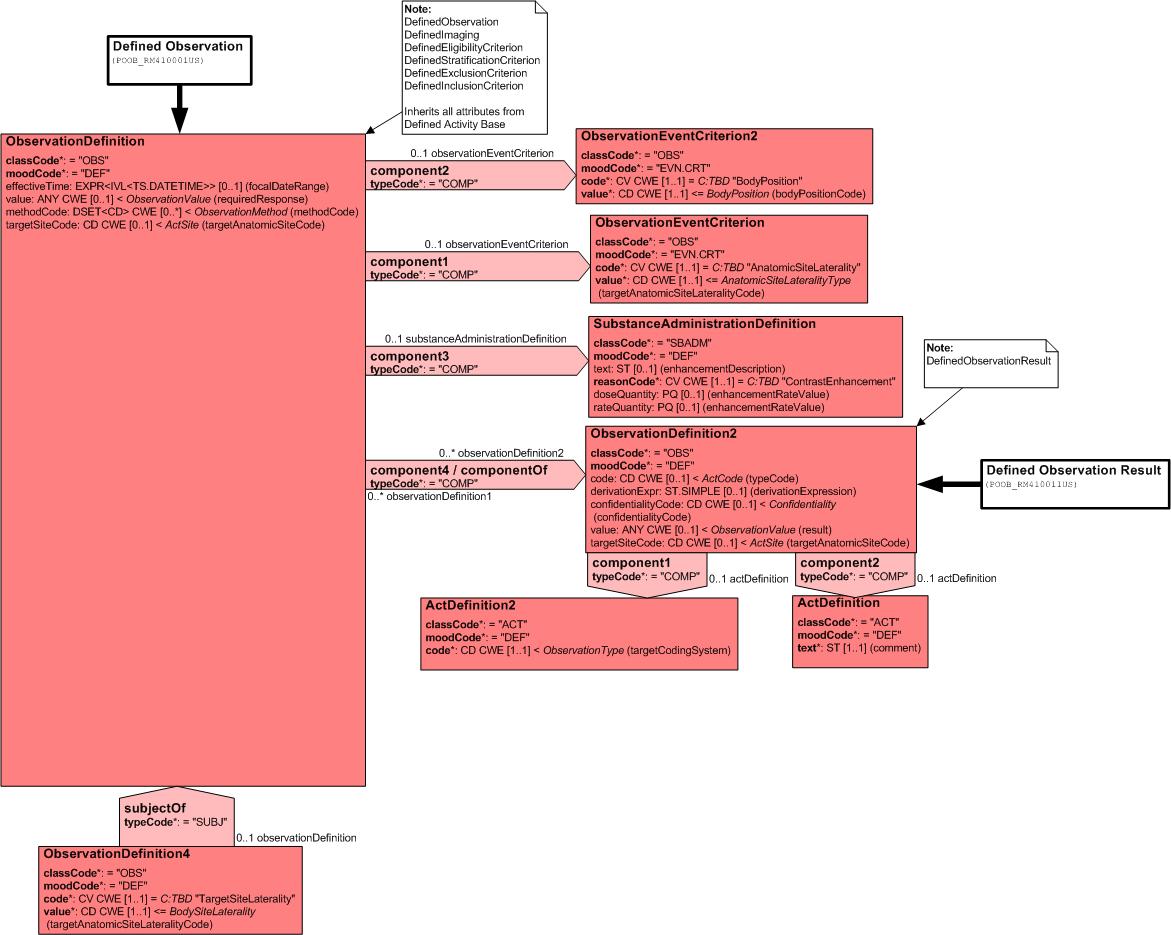 Note:
DefinedObservation
DefinedImaging
DefinedEligibilityCriterion
DefinedStratificationCriterion
DefinedExclusionCriterion
DefinedInclusionCriterion
Inherits all attributes from
Defined Activity Base
Defined Observation
(POOB_RM410001US)
ObservationDefinition
classCode*: = "OBS"
moodCode*: = "DEF"
effectiveTime: EXPR<IVL<TS.DATETIME>> [0..1] (focalDateRange)
value: ANY CWE [0..1] < ObservationValue (requiredResponse)
methodCode: DSET<CD> CWE [0..*] < ObservationMethod (methodCode)
targetSiteCode: CD CWE [0..1] < ActSite (targetAnatomicSiteCode)
0..1 observationEventCriterion
component2
typeCode*: = "COMP"
ObservationEventCriterion2
classCode*: = "OBS"
moodCode*: = "EVN.CRT"
code*: CV CWE [1..1] = C:TBD "BodyPosition"
value*: CD CWE [1..1] <= BodyPosition (bodyPositionCode)
0..1 observationEventCriterion
component1
typeCode*: = "COMP"
ObservationEventCriterion
classCode*: = "OBS"
moodCode*: = "EVN.CRT"
code*: CV CWE [1..1] = C:TBD "AnatomicSiteLaterality"
value*: CD CWE [1..1] <= AnatomicSiteLateralityType
(targetAnatomicSiteLateralityCode)
0..1 substanceAdministrationDefinition
component3
typeCode*: = "COMP"
SubstanceAdministrationDefinition
classCode*: = "SBADM"
moodCode*: = "DEF"
text: ST [0..1] (enhancementDescription)
reasonCode*: CV CWE [1..1] = C:TBD "ContrastEnhancement"
doseQuantity: PQ [0..1] (enhancementRateValue)
rateQuantity: PQ [0..1] (enhancementRateValue)
Note:
DefinedObservationResult
0..* observationDefinition2
component4 / componentOf
typeCode*: = "COMP"
0..* observationDefinition1
ObservationDefinition2
classCode*: = "OBS"
moodCode*: = "DEF"
code: CD CWE [0..1] < ActCode (typeCode)
derivationExpr: ST.SIMPLE [0..1] (derivationExpression)
confidentialityCode: CD CWE [0..1] < Confidentiality
(confidentialityCode)
value: ANY CWE [0..1] < ObservationValue (result)
targetSiteCode: CD CWE [0..1] < ActSite (targetAnatomicSiteCode)
Defined Observation Result
(POOB_RM410011US)
component1
typeCode*: = "COMP"
0..1 actDefinition
component2
typeCode*: = "COMP"
0..1 actDefinition
ActDefinition2
classCode*: = "ACT"
moodCode*: = "DEF"
code*: CD CWE [1..1] < ObservationType (targetCodingSystem)
ActDefinition
classCode*: = "ACT"
moodCode*: = "DEF"
text*: ST [1..1] (comment)
subjectOf
typeCode*: = "SUBJ"
0..1 observationDefinition
ObservationDefinition4
classCode*: = "OBS"
moodCode*: = "DEF"
code*: CV CWE [1..1] = C:TBD "TargetSiteLaterality"
value*: CD CWE [1..1] <= BodySiteLaterality
(targetAnatomicSiteLateralityCode)